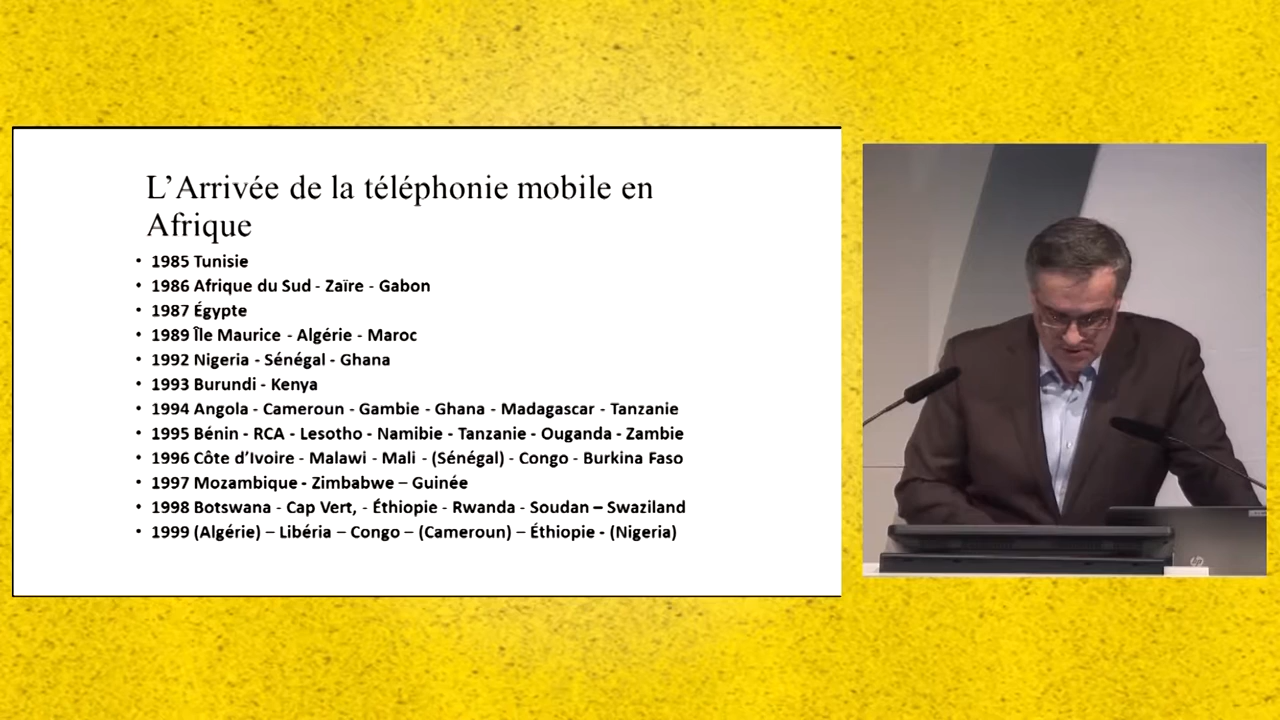 L’Arrivée de la téléphonie mobile en
Afrique
• 1985 Tunisie
• 1986 Afrique du Sud - Zaïre - Gabon
• 1987 Égypte
• 1989 Île Maurice - Algérie - Maroc
• 1992 Nigeria - Sénégal - Ghana
• 1993 Burundi - Kenya
• 1994 Angola - Cameroun - Gambie - Ghana - Madagascar - Tanzanie
• 1995 Bénin - RCA - Lesotho - Namibie - Tanzanie - Ouganda - Zambie
• 1996 Côte d’Ivoire - Malawi - Mali - (Sénégal) - Congo - Burkina Faso
• 1997 Mozambique - Zimbabwe – Guinée
• 1998 Botswana - Cap Vert, - Éthiopie - Rwanda - Soudan – Swaziland
• 1999 (Algérie) – Libéria – Congo – (Cameroun) – Éthiopie - (Nigeria)
hp